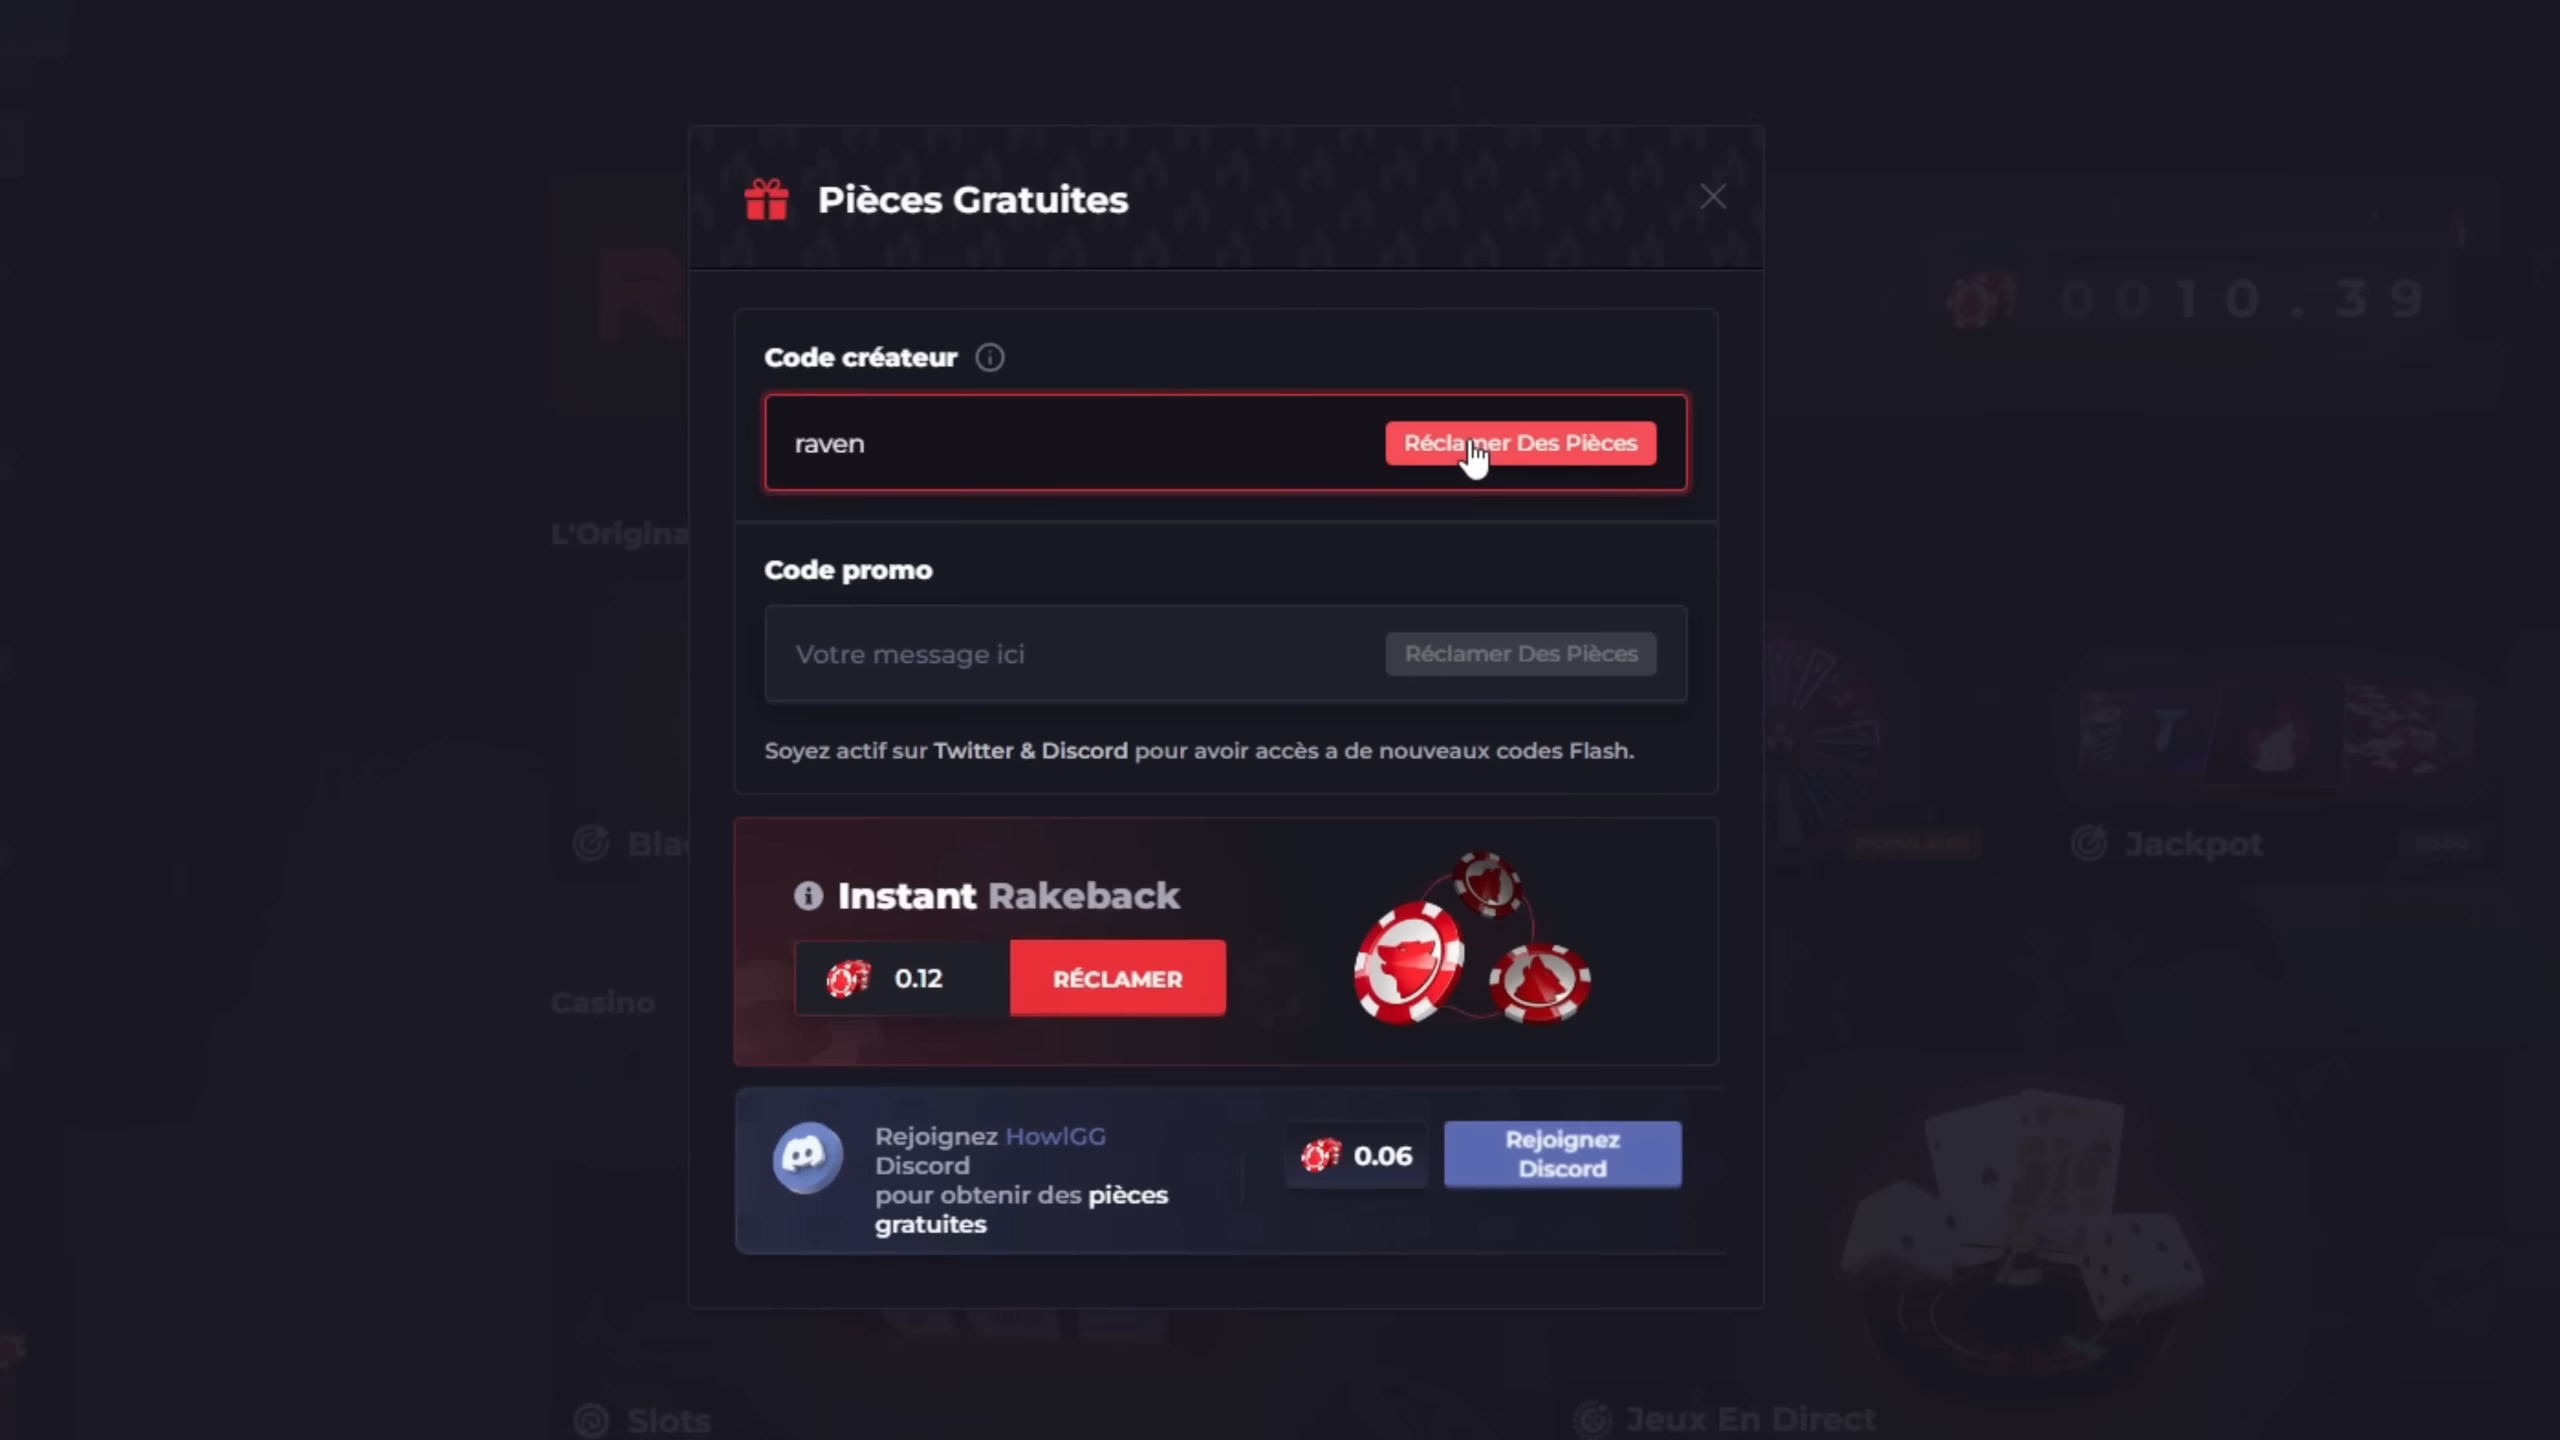 Pièces Gratuites
0010.39
Code créateur
raven
Réclamer Des Pièces
L'Origina
Code promo
Votre message ici
Réclamer Des Pièces
Soyez actif sur Twitter & Discord pour avoir accès a de nouveaux codes Flash.
Jackpot
Instant Rakeback
0.12
RÉCLAMER
Casino
Rejoignez HowlGG
Discord
pour obtenir des pièces
gratuites
0.06
Rejoignez
Discord
Slots
Jeux En Direct